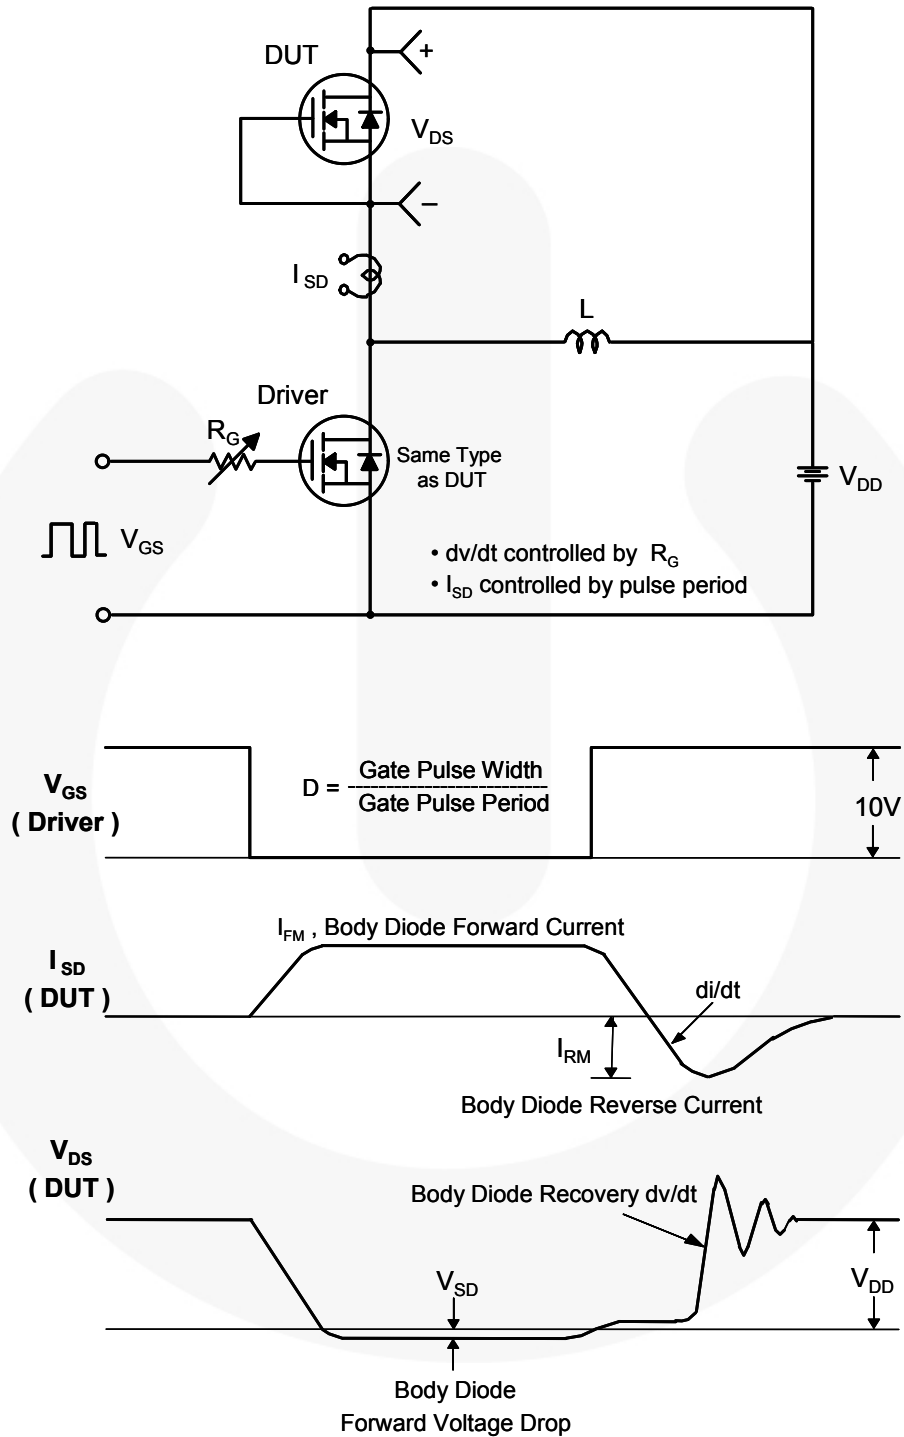 DUT
+
V_DS
−
I_SD
L
Driver
R_G
Same Type
as DUT
V_DD
V_GS
• dv/dt controlled by R_G
• I_SD controlled by pulse period
V_GS
( Driver )
D = Gate Pulse Width
Gate Pulse Period
10V
I_FM , Body Diode Forward Current
I_SD
( DUT )
di/dt
I_RM
Body Diode Reverse Current
V_DS
( DUT )
Body Diode Recovery dv/dt
V_SD
V_DD
Body Diode
Forward Voltage Drop